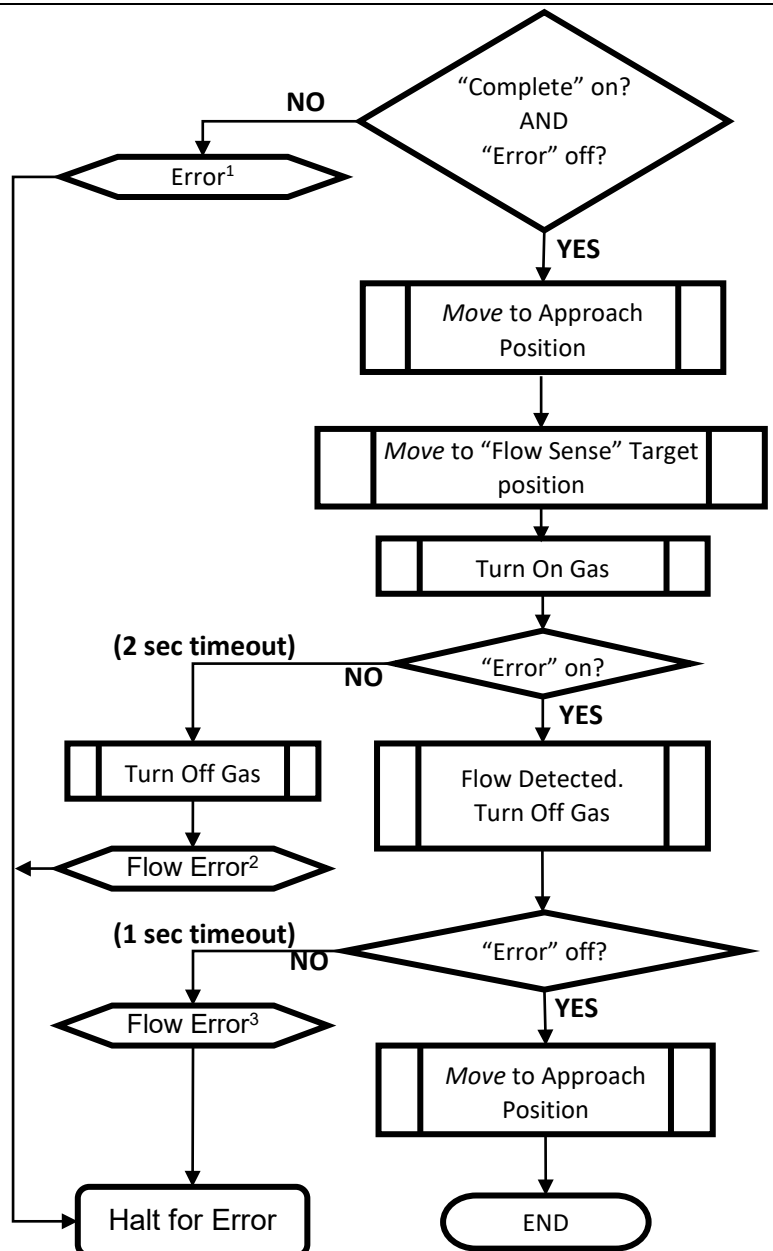 “Complete” on?
AND
“Error” off?
NO
Error¹
YES
Move to Approach
Position
Move to “Flow Sense” Target
position
Turn On Gas
(2 sec timeout)
“Error” on?
NO
YES
Turn Off Gas
Flow Detected.
Turn Off Gas
Flow Error²
(1 sec timeout)
“Error” off?
NO
YES
Flow Error³
Move to Approach
Position
Halt for Error
END